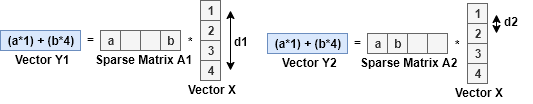 (a*1) + (b*4) = a b * 1 2 3 4 d1
Vector Y1 Sparse Matrix A1
Vector X
(a*1) + (b*4) = a b * 1 2 3 4 d2
Vector Y2 Sparse Matrix A2
Vector X